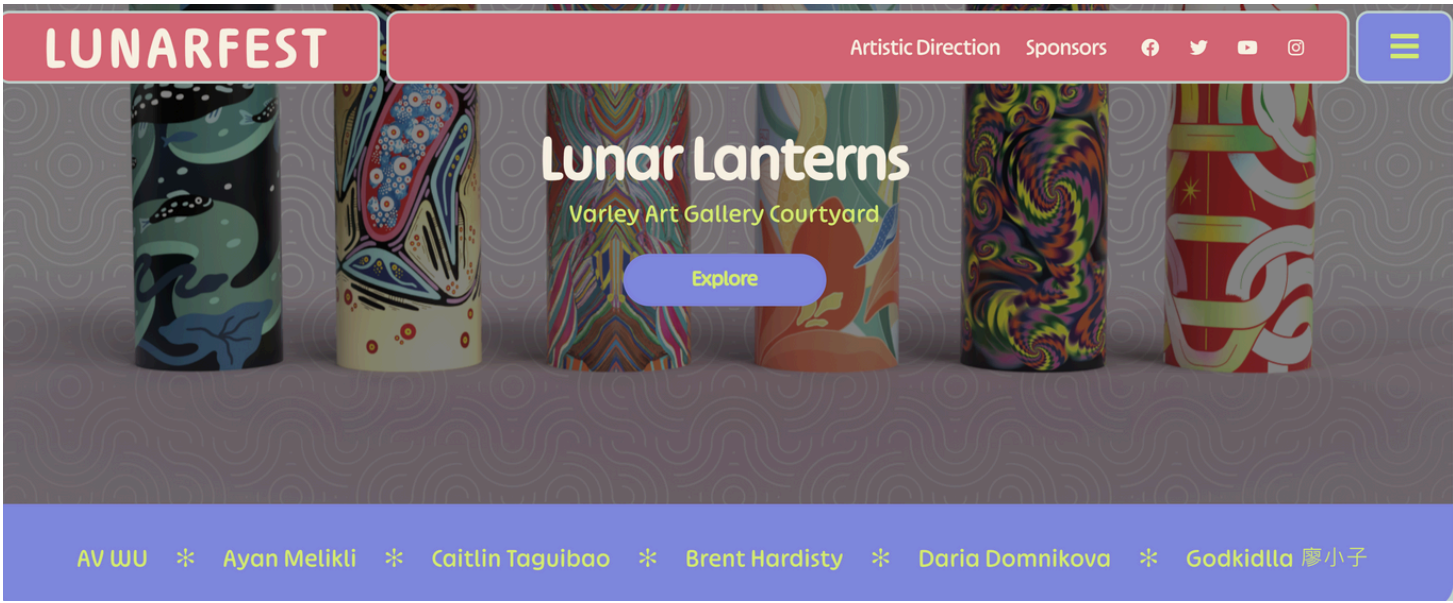 LUNARFEST
Artistic Direction Sponsors
Lunar Lanterns
Varley Art Gallery Courtyard
Explore
AV WU ✻ Ayan Melikli ✻ Caitlin Taguibao ✻ Brent Hardisty ✻ Daria Domnikova ✻ Godkidlla 廖小子